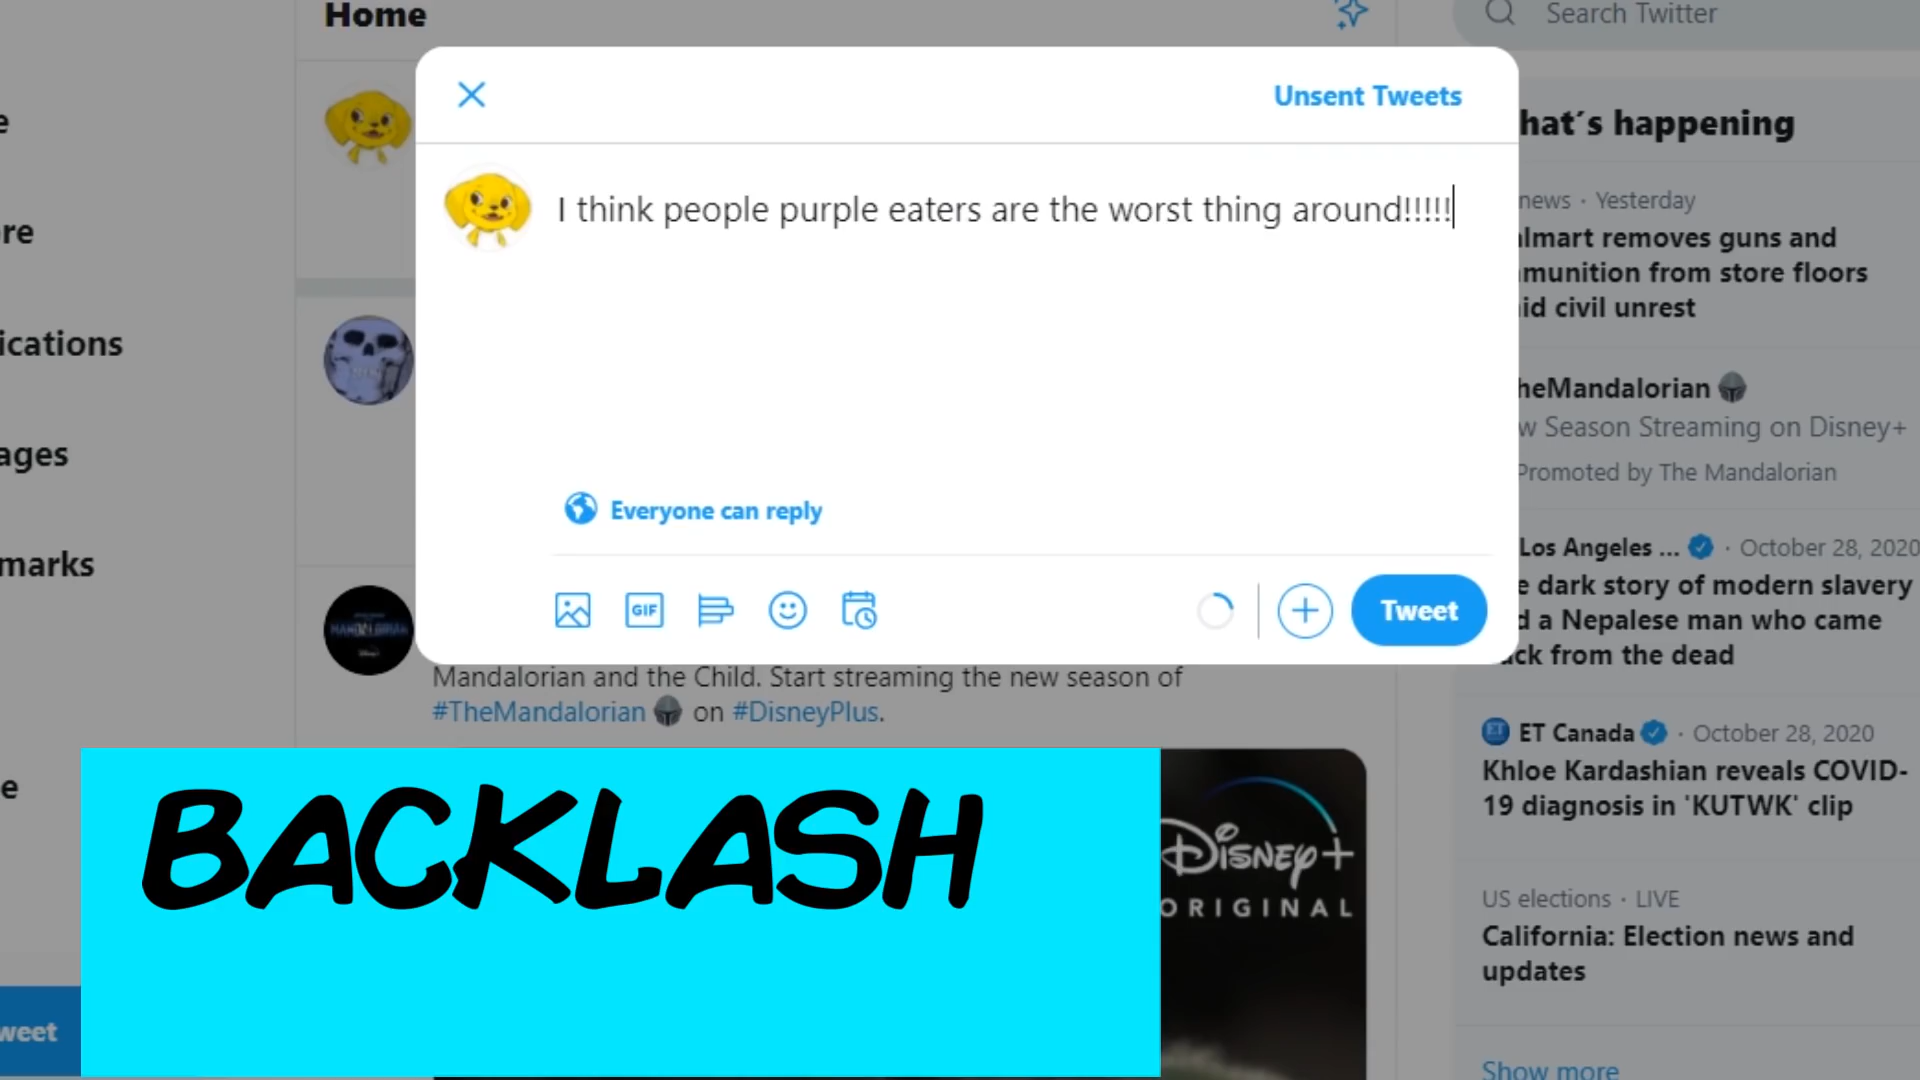 Home
Search Twitter
Unsent Tweets
I think people purple eaters are the worst thing around!!!!!
Everyone can reply
GIF
Tweet
hat's happening
news · Yesterday
lmart removes guns and
munition from store floors
id civil unrest
heMandalorian
w Season Streaming on Disney+
Promoted by The Mandalorian
Los Angeles ... · October 28, 2020
e dark story of modern slavery
d a Nepalese man who came
ck from the dead
ET Canada · October 28, 2020
Khloe Kardashian reveals COVID-
19 diagnosis in 'KUTWK' clip
US elections · LIVE
California: Election news and
updates
Show more
e
re
ications
ages
marks
e
weet
MANDALORIAN
Mandalorian and the Child. Start streaming the new season of
#TheMandalorian on #DisneyPlus.
BACKLASH
Disney+
ORIGINAL